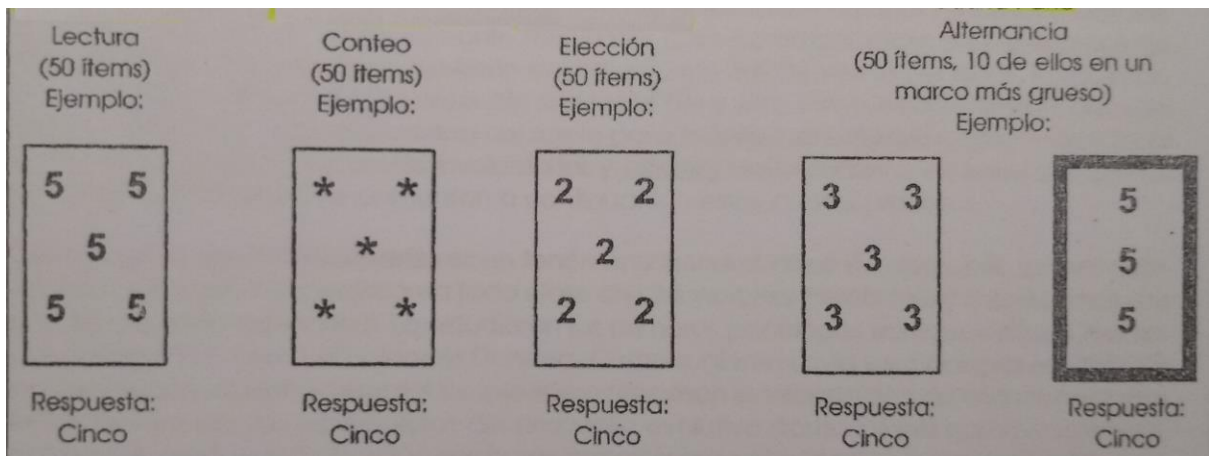 Lectura
(50 ítems)
Ejemplo:
5 5
5
5 5
Respuesta:
Cinco
Conteo
(50 ítems)
Ejemplo:
* *
*
* *
Respuesta:
Cinco
Elección
(50 ítems)
Ejemplo:
2 2
2
2 2
Respuesta:
Cinco
Alternancia
(50 ítems, 10 de ellos en un
marco más grueso)
Ejemplo:
3 3
3
3 3
Respuesta:
Cinco
5
5
5
Respuesta:
Cinco